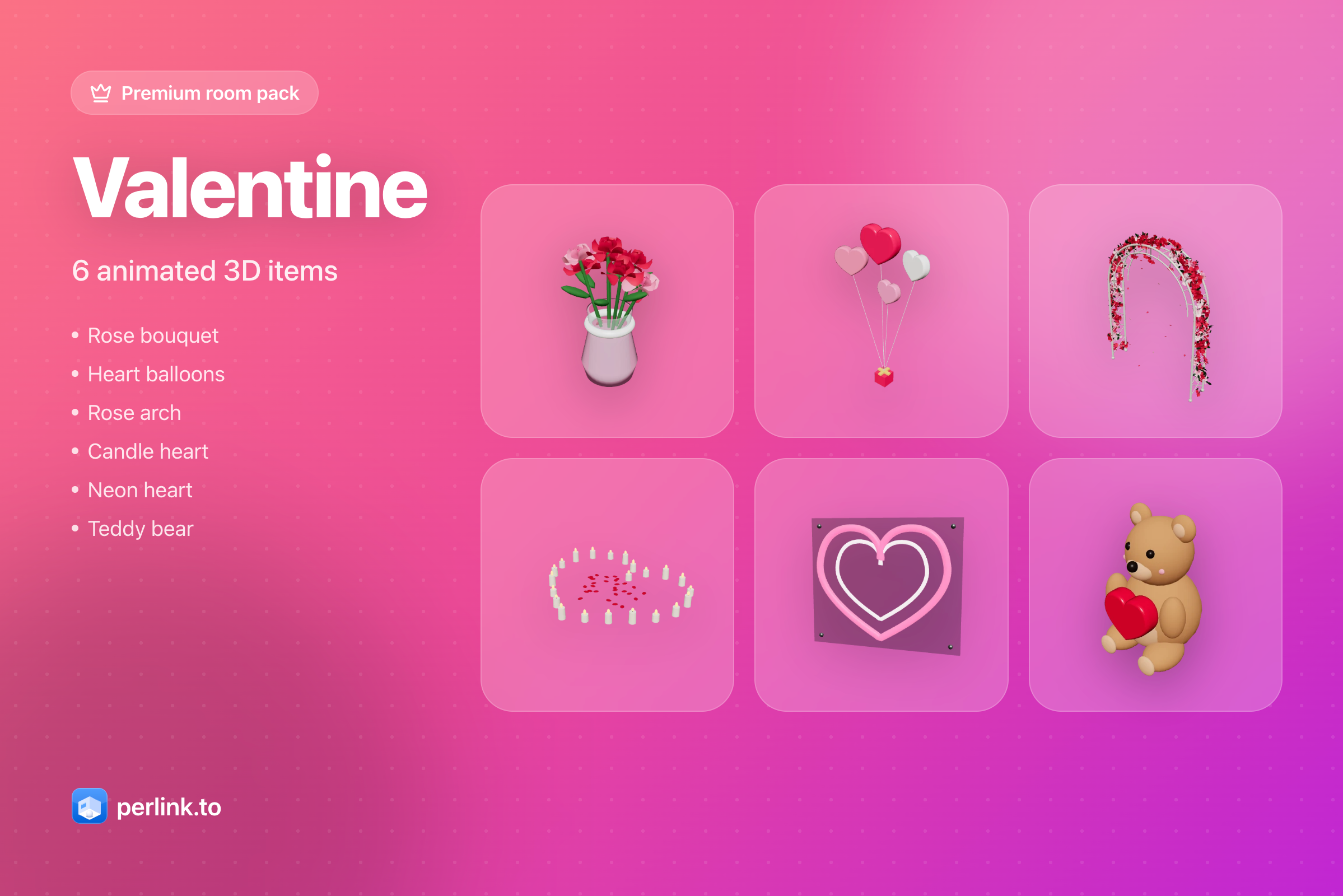 Premium room pack
Valentine
6 animated 3D items
• Rose bouquet
• Heart balloons
• Rose arch
• Candle heart
• Neon heart
• Teddy bear
perlink.to